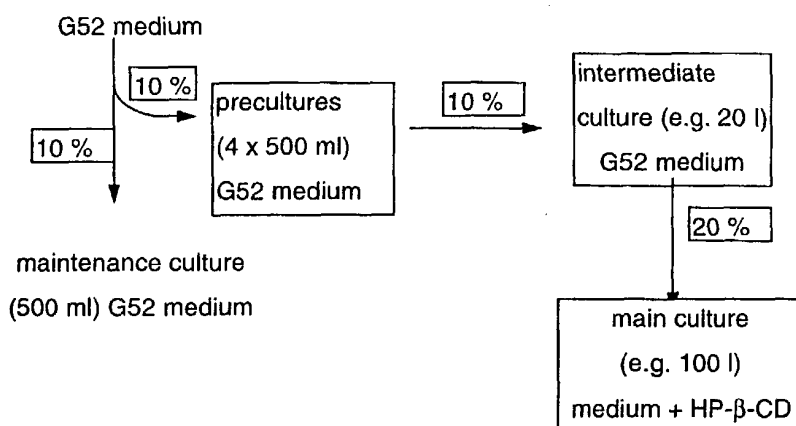 G52 medium
10 %
10 %
precultures
(4 x 500 ml)
G52 medium
10 %
intermediate
culture (e.g. 20 l)
G52 medium
20 %
maintenance culture
(500 ml) G52 medium
main culture
(e.g. 100 l)
medium + HP-β-CD